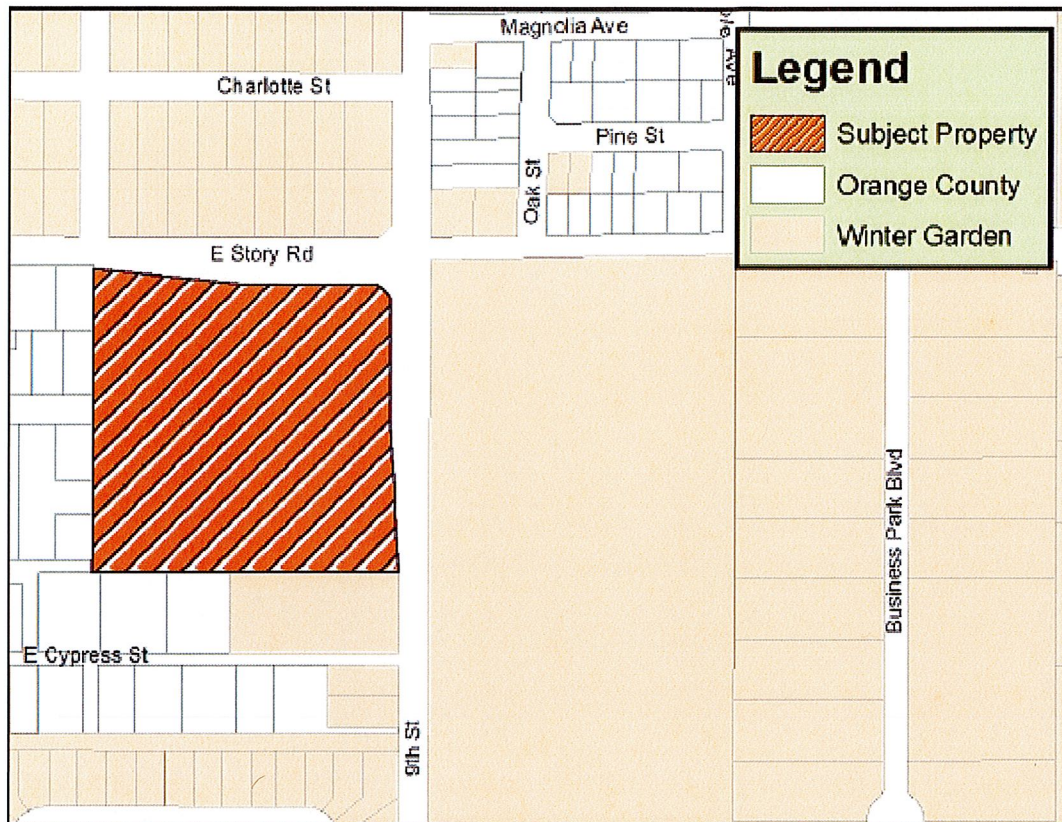 Magnolia Ave
Charlotte St
Pine St
Oak St
E Story Rd
Legend
Subject Property
Orange County
Winter Garden
Business Park Blvd
E Cypress St
9th St
Ave